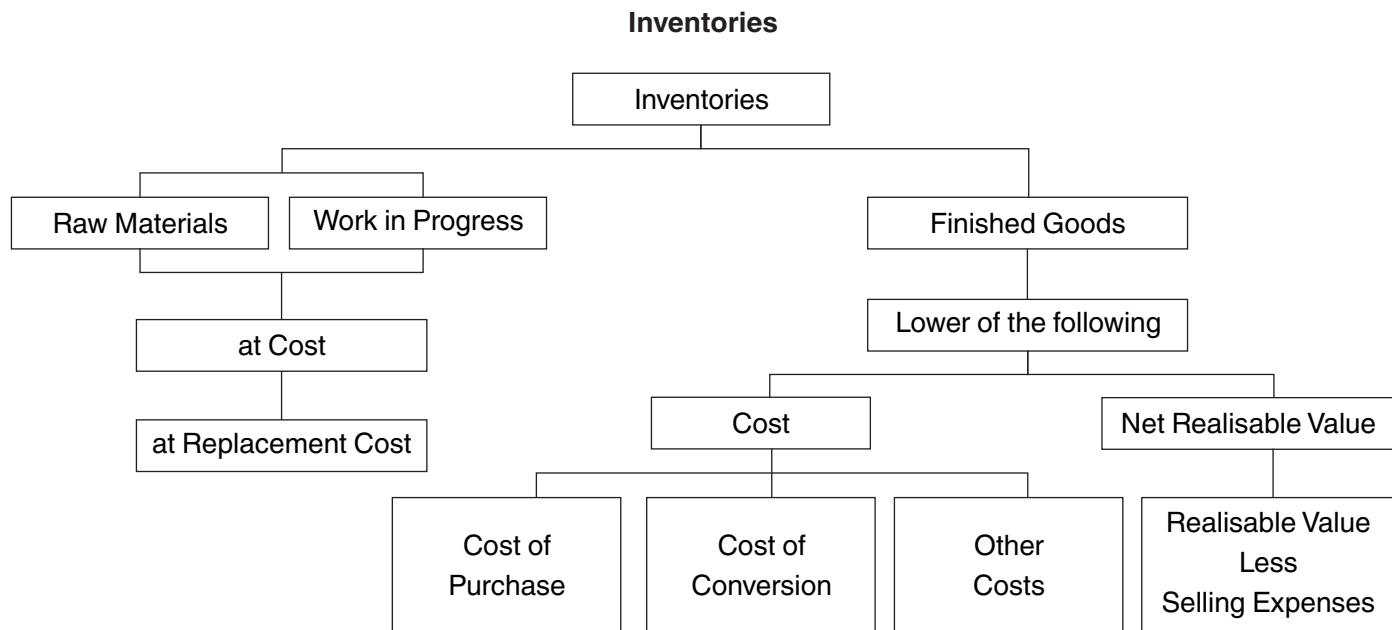 Inventories
Inventories
Raw Materials
Work in Progress
Finished Goods
at Cost
Lower of the following
at Replacement Cost
Cost
Net Realisable Value
Cost of
Purchase
Cost of
Conversion
Other
Costs
Realisable Value
Less
Selling Expenses